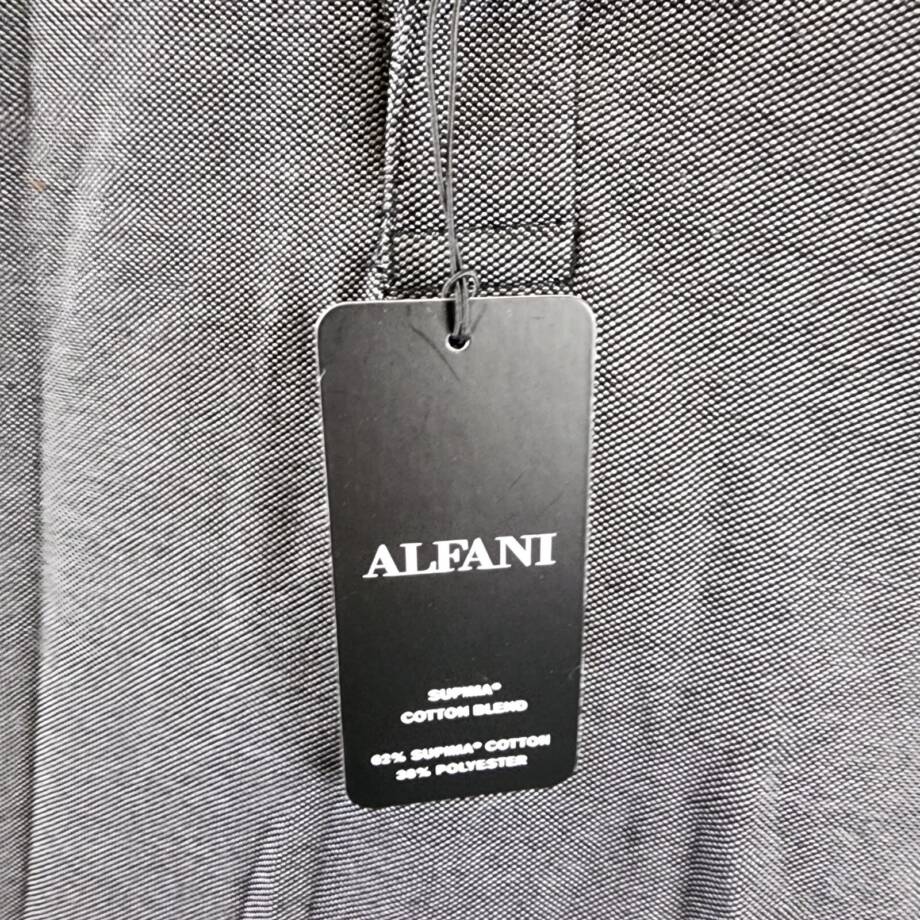 ALFANI
SUPIMA®
COTTON BLEND
62% SUPIMA® COTTON
38% POLYESTER